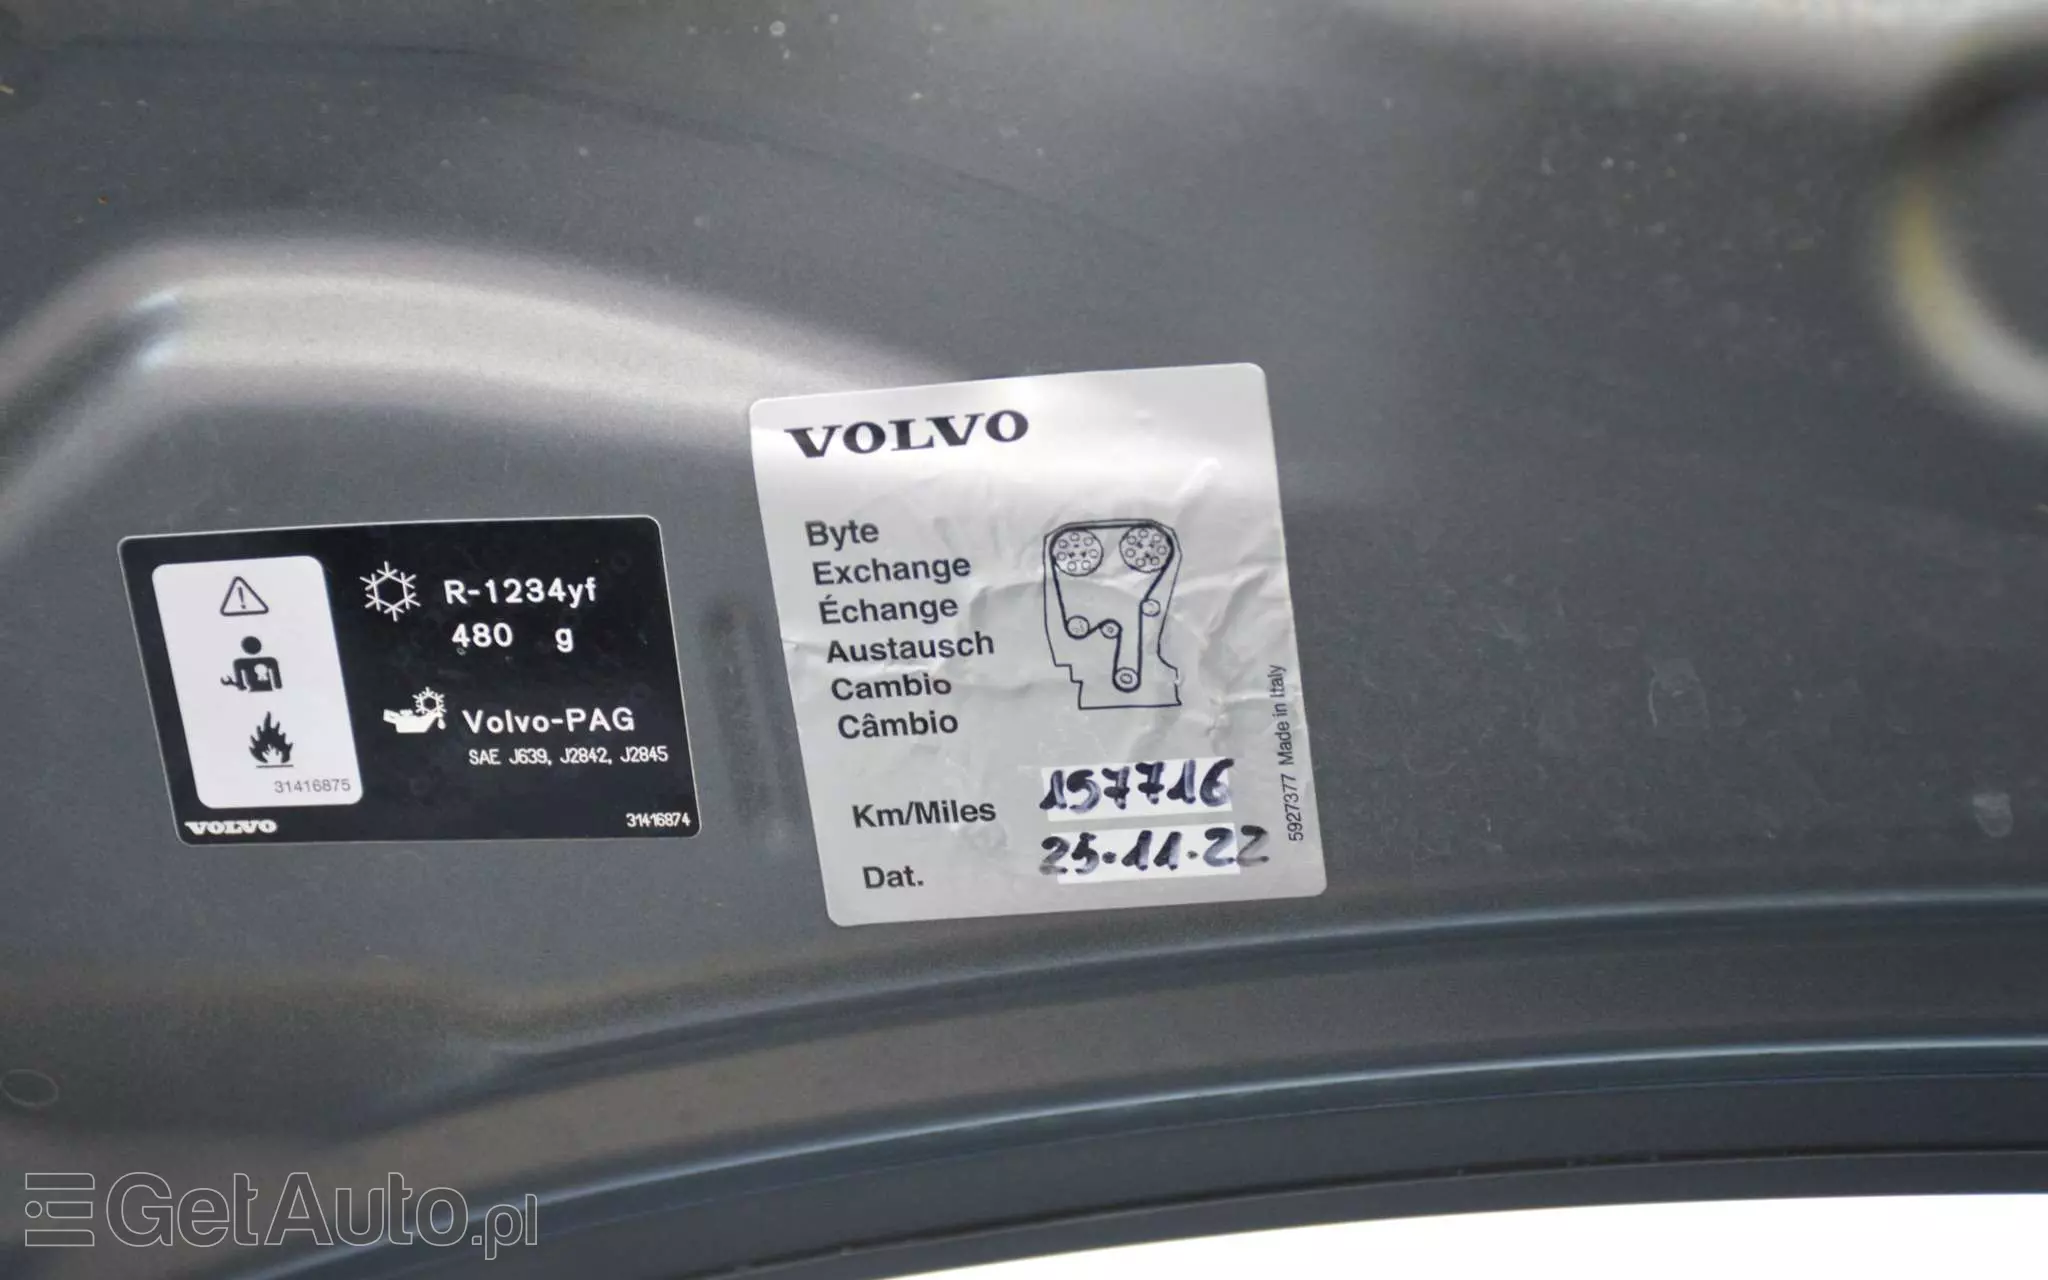 R-1234yf
480 g
Volvo-PAG
SAE J639, J2842, J2845
31416875
VOLVO
31416874
VOLVO
Byte
Exchange
Échange
Austausch
Cambio
Câmbio
Km/Miles 197716
Dat. 25.11.22
5927377 Made in Italy
GetAuto.pl